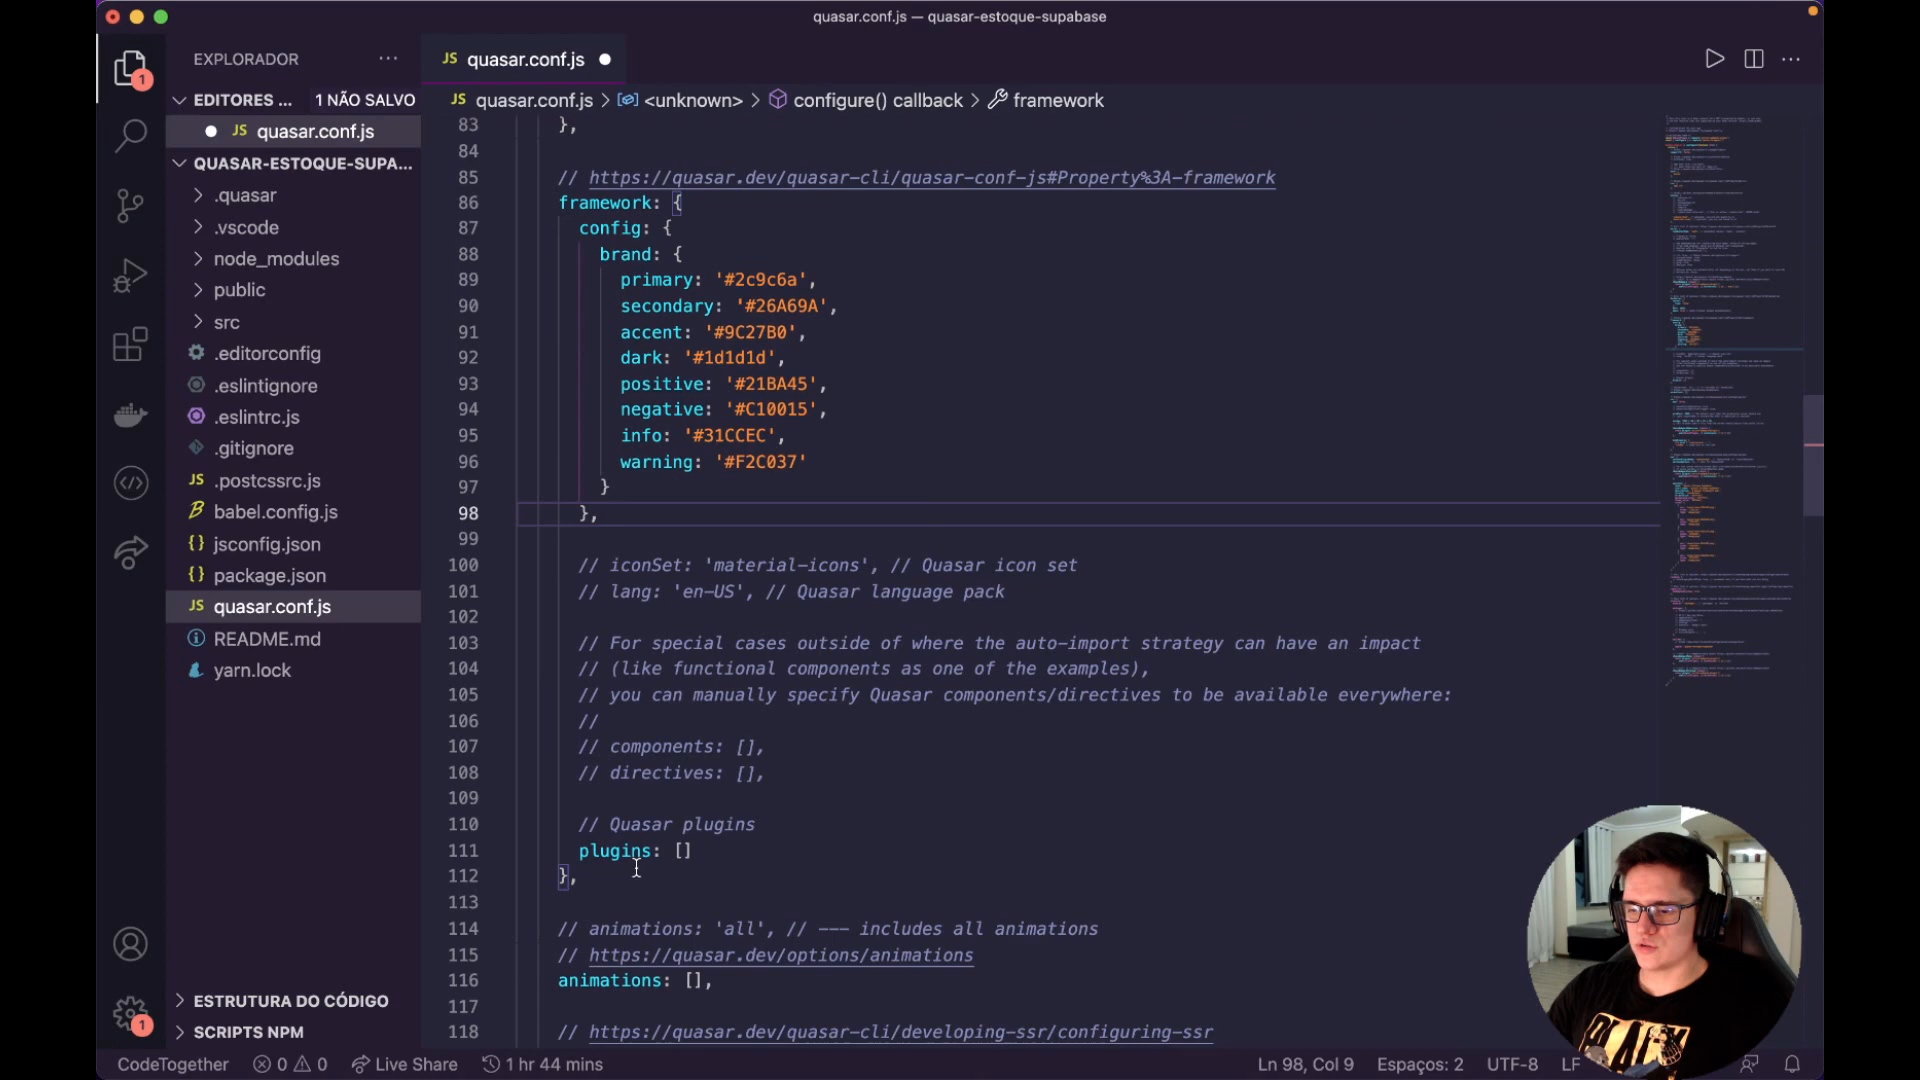 quasar.conf.js — quasar-estoque-supabase
EXPLORADOR
JS quasar.conf.js
EDITORES ... 1 NÃO SALVO
JS quasar.conf.js > <unknown> > configure() callback > framework
JS quasar.conf.js
QUASAR-ESTOQUE-SUPA...
.quasar
.vscode
node_modules
public
src
.editorconfig
.eslintignore
.eslintrc.js
.gitignore
JS .postcssrc.js
babel.config.js
{} jsconfig.json
{} package.json
JS quasar.conf.js
README.md
yarn.lock
ESTRUTURA DO CÓDIGO
SCRIPTS NPM
1
1
83 },
84
85 // https://quasar.dev/quasar-cli/quasar-conf-js#Property%3A-framework
86 framework: {
87 config: {
88 brand: {
89 primary: '#2c9c6a',
90 secondary: '#26A69A',
91 accent: '#9C27B0',
92 dark: '#1d1d1d',
93 positive: '#21BA45',
94 negative: '#C10015',
95 info: '#31CCEC',
96 warning: '#F2C037'
97 }
98 },
99
100 // iconSet: 'material-icons', // Quasar icon set
101 // lang: 'en-US', // Quasar language pack
102
103 // For special cases outside of where the auto-import strategy can have an impact
104 // (like functional components as one of the examples),
105 // you can manually specify Quasar components/directives to be available everywhere:
106 //
107 // components: [],
108 // directives: [],
109
110 // Quasar plugins
111 plugins: []
112 },
113
114 // animations: 'all', // --- includes all animations
115 // https://quasar.dev/options/animations
116 animations: [],
117
118 // https://quasar.dev/quasar-cli/developing-ssr/configuring-ssr
CodeTogether 0 0 Live Share 1 hr 44 mins Ln 98, Col 9 Espaços: 2 UTF-8 LF